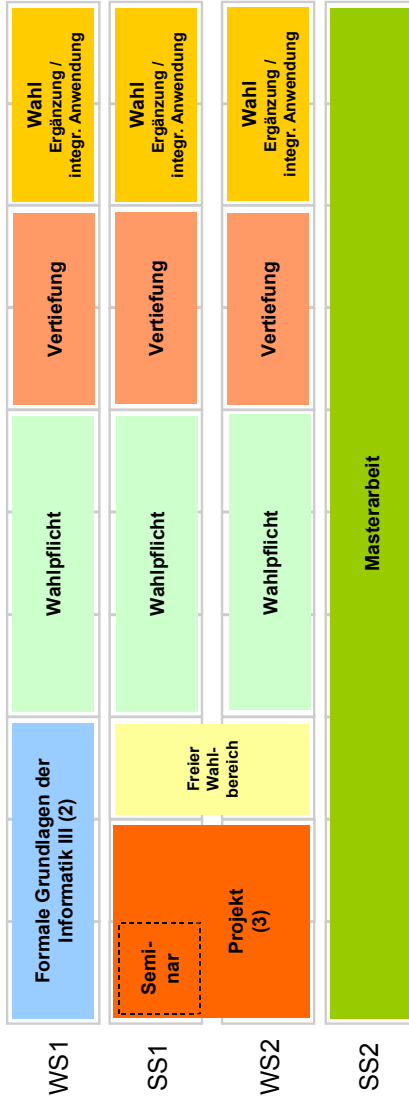 WS1
Formale Grundlagen der
Informatik III (2)
Wahlpflicht
Vertiefung
Wahl
Ergänzung /
integr. Anwendung
SS1
Semi-
nar
Projekt
(3)
Freier
Wahl-
bereich
Wahlpflicht
Vertiefung
Wahl
Ergänzung /
integr. Anwendung
WS2
Wahlpflicht
Vertiefung
Wahl
Ergänzung /
integr. Anwendung
SS2
Masterarbeit